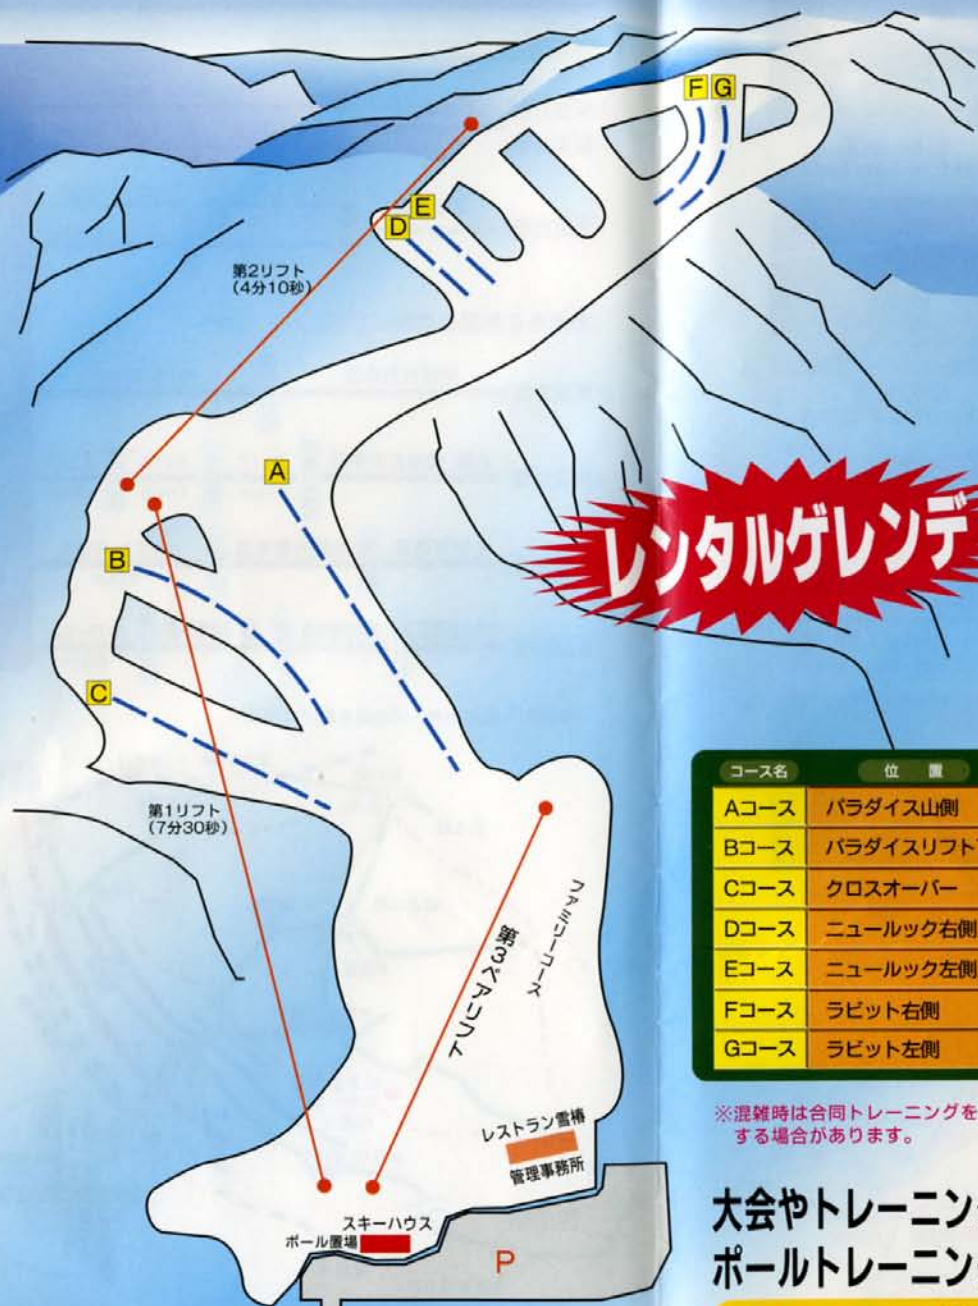 F G
E
D
第2リフト
(4分10秒)
A
B
C
レンタルゲレンデ
第1リフト
(7分30秒)
ファミリーコース
第3ペアリフト
レストラン雪椿
管理事務所
スキーハウス
ポール置場
P
コース名 位置
Aコース パラダイス山側
Bコース パラダイスリフト
Cコース クロスオーバー
Dコース ニュールック右側
Eコース ニュールック左側
Fコース ラビット右側
Gコース ラビット左側
※混雑時は合同トレーニングを
する場合があります。
大会やトレーニン
ポールトレーニン